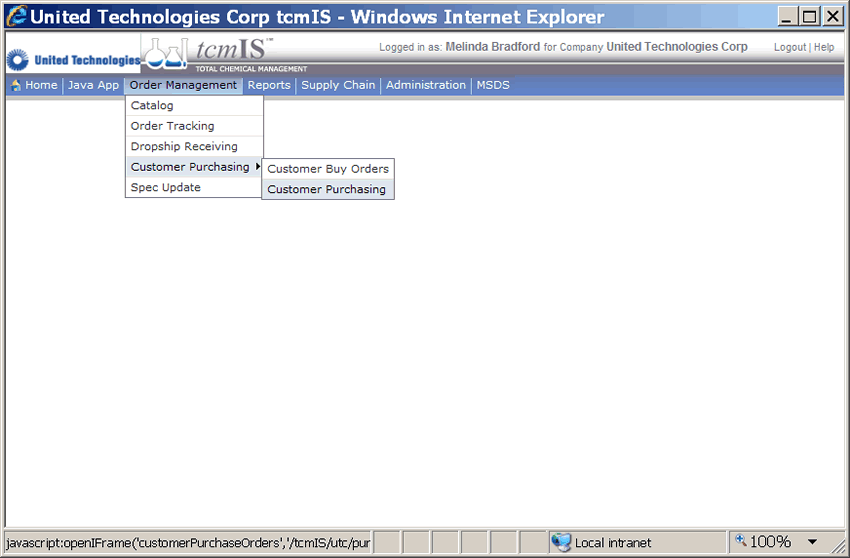 United Technologies Corp tcmIS - Windows Internet Explorer
United Technologies
tcmIS™
TOTAL CHEMICAL MANAGEMENT
Logged in as: Melinda Bradford for Company United Technologies Corp
Logout | Help
Home | Java App | Order Management | Reports | Supply Chain | Administration | MSDS
Catalog
Order Tracking
Dropship Receiving
Customer Purchasing
Customer Buy Orders
Customer Purchasing
Spec Update
javascript:openIFrame('customerPurchaseOrders','/tcmIS/utc/pur
Local intranet
100%